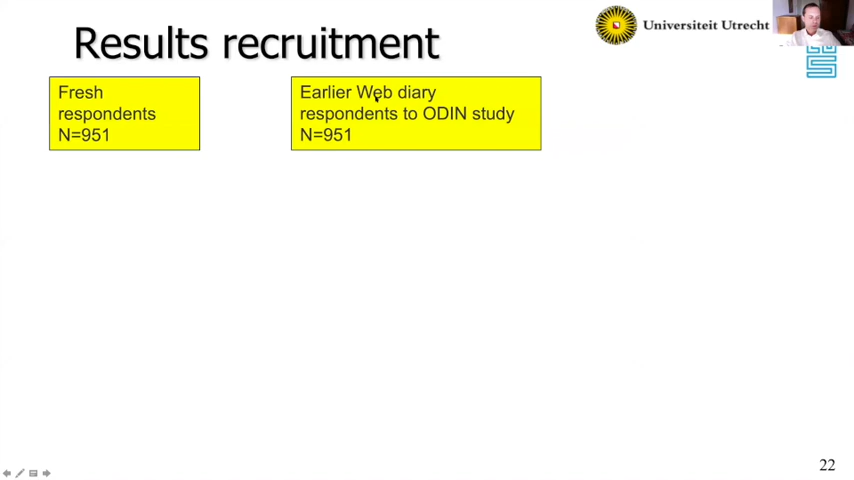 Results recruitment
Universiteit Utrecht
Fresh
respondents
N=951
Earlier Web diary
respondents to ODIN study
N=951
22